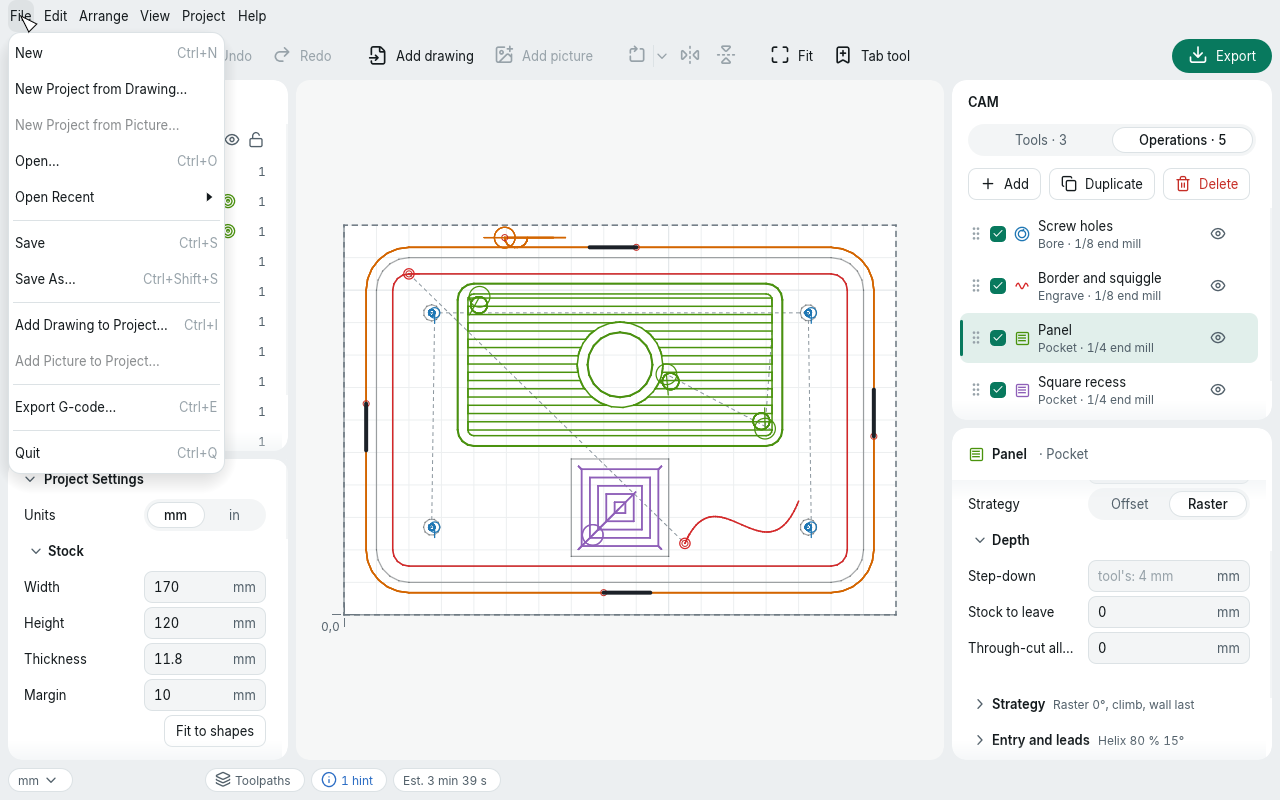 File Edit Arrange View Project Help
New Ctrl+N
New Project from Drawing...
New Project from Picture...
Open... Ctrl+O
Open Recent
Save Ctrl+S
Save As... Ctrl+Shift+S
Add Drawing to Project... Ctrl+I
Add Picture to Project...
Export G-code... Ctrl+E
Quit Ctrl+Q
Redo
Add drawing
Add picture
Fit
Tab tool
Export
1
1
1
1
1
1
1
1
1
1
Project Settings
Units mm in
Stock
Width 170 mm
Height 120 mm
Thickness 11.8 mm
Margin 10 mm
Fit to shapes
0,0
CAM
Tools · 3 Operations · 5
Add Duplicate Delete
Screw holes
Bore · 1/8 end mill
Border and squiggle
Engrave · 1/8 end mill
Panel
Pocket · 1/4 end mill
Square recess
Pocket · 1/4 end mill
Panel · Pocket
Strategy Offset Raster
Depth
Step-down tool's: 4 mm mm
Stock to leave 0 mm
Through-cut all... 0 mm
Strategy Raster 0°, climb, wall last
Entry and leads Helix 80 % 15°
mm
Toolpaths
1 hint
Est. 3 min 39 s